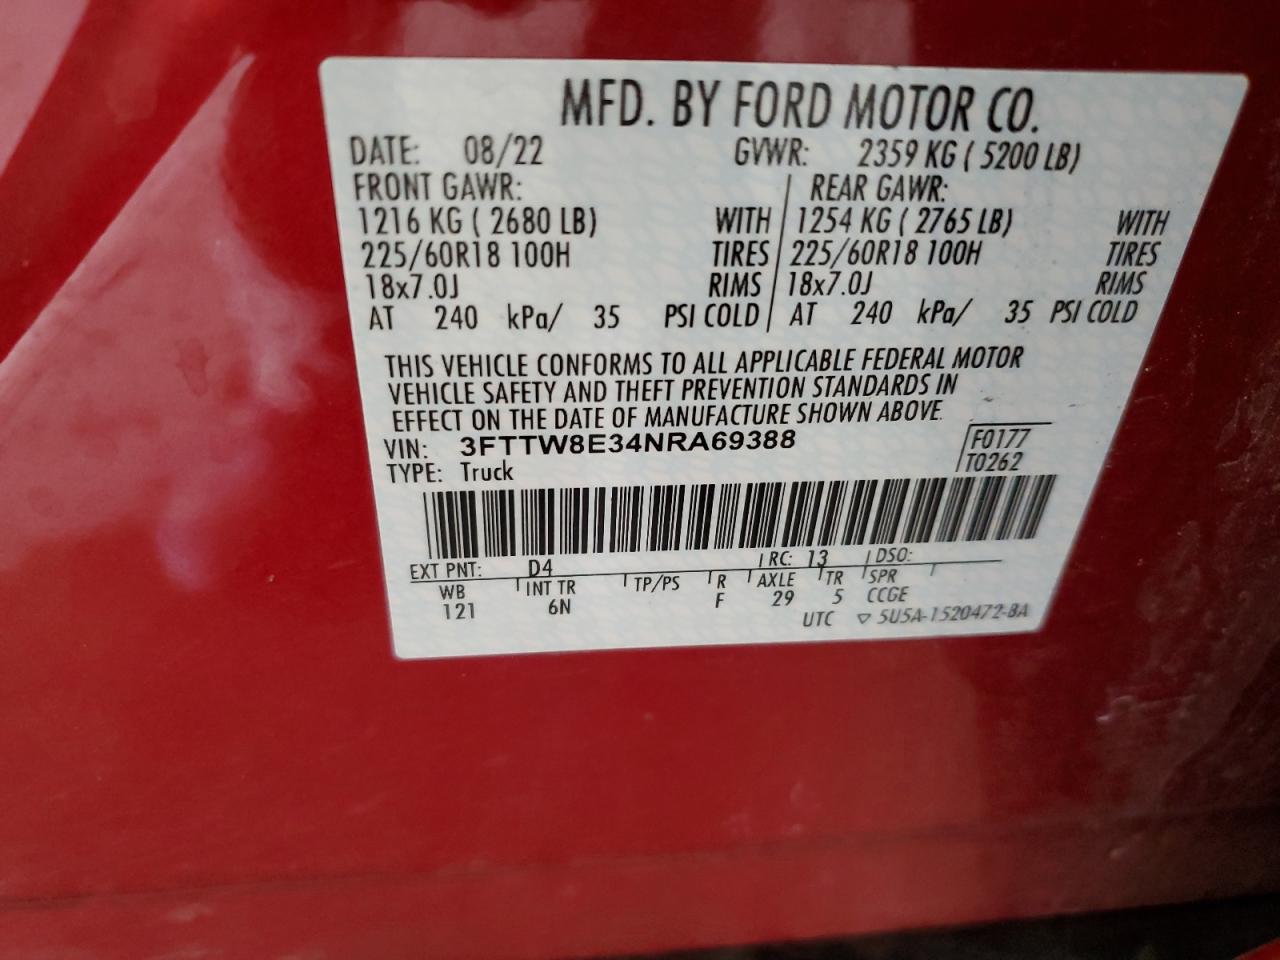 MFD. BY FORD MOTOR CO.
DATE: 08/22 GVWR: 2359 KG ( 5200 LB)
FRONT GAWR: REAR GAWR:
1216 KG ( 2680 LB) WITH 1254 KG ( 2765 LB) WITH
225/60R18 100H TIRES 225/60R18 100H TIRES
18x7.0J RIMS 18x7.0J RIMS
AT 240 kPa/ 35 PSI COLD AT 240 kPa/ 35 PSI COLD
THIS VEHICLE CONFORMS TO ALL APPLICABLE FEDERAL MOTOR
VEHICLE SAFETY AND THEFT PREVENTION STANDARDS IN
EFFECT ON THE DATE OF MANUFACTURE SHOWN ABOVE.
VIN: 3FTTW8E34NRA69388 F0177
TYPE: Truck T0262
EXT PNT: D4 RC: 13 DSO:
WB INT TR TP/PS R AXLE TR SPR
121 6N F 29 5 CCGE
UTC ▽ 5U5A-1520472-BA